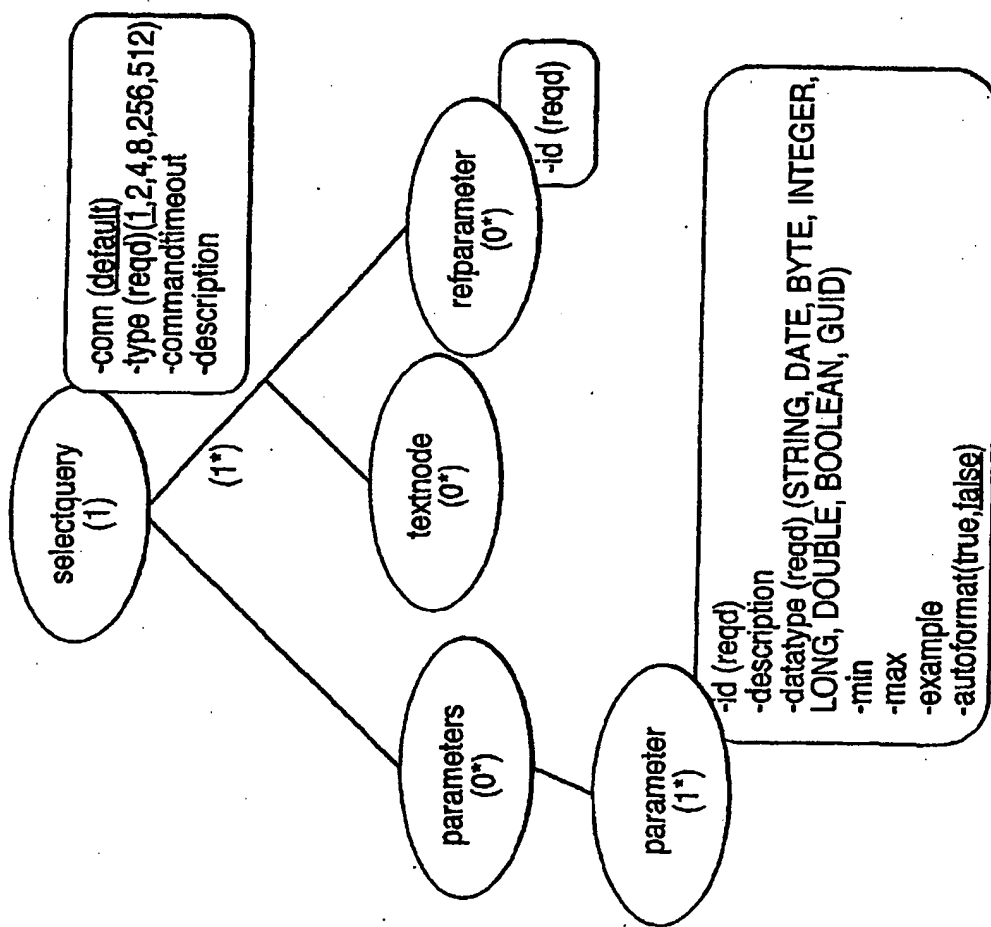 selectquery
(1)
-conn (default)
-type (reqd)(1,2,4,8,256,512)
-commandtimeout
-description
(1*)
parameters
(0*)
textnode
(0*)
refparameter
(0*)
-id (reqd)
parameter
(1*)
-id (reqd)
-description
-datatype (reqd) (STRING, DATE, BYTE, INTEGER,
LONG, DOUBLE, BOOLEAN, GUID)
-min
-max
-example
-autoformat(true,false)